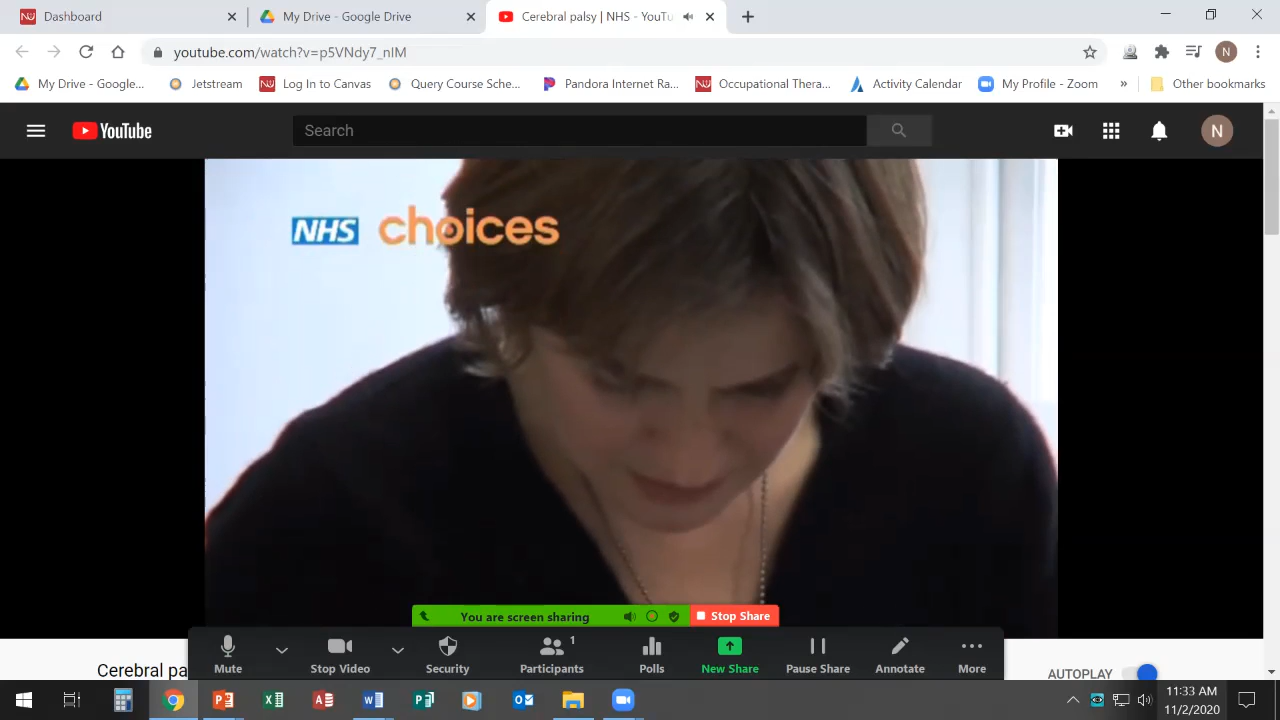 Dashboard
My Drive - Google Drive
Cerebral palsy | NHS - YouTu
youtube.com/watch?v=p5VNdy7_nIM
My Drive - Google...
Jetstream
Log In to Canvas
Query Course Sche...
Pandora Internet Ra...
Occupational Thera...
Activity Calendar
My Profile - Zoom
»
Other bookmarks
YouTube
Search
N
N
NHS choices
You are screen sharing
Stop Share
Mute
Stop Video
Security
Participants
1
Polls
New Share
Pause Share
Annotate
More
Cerebral pa
AUTOPLAY
11:33 AM
11/2/2020